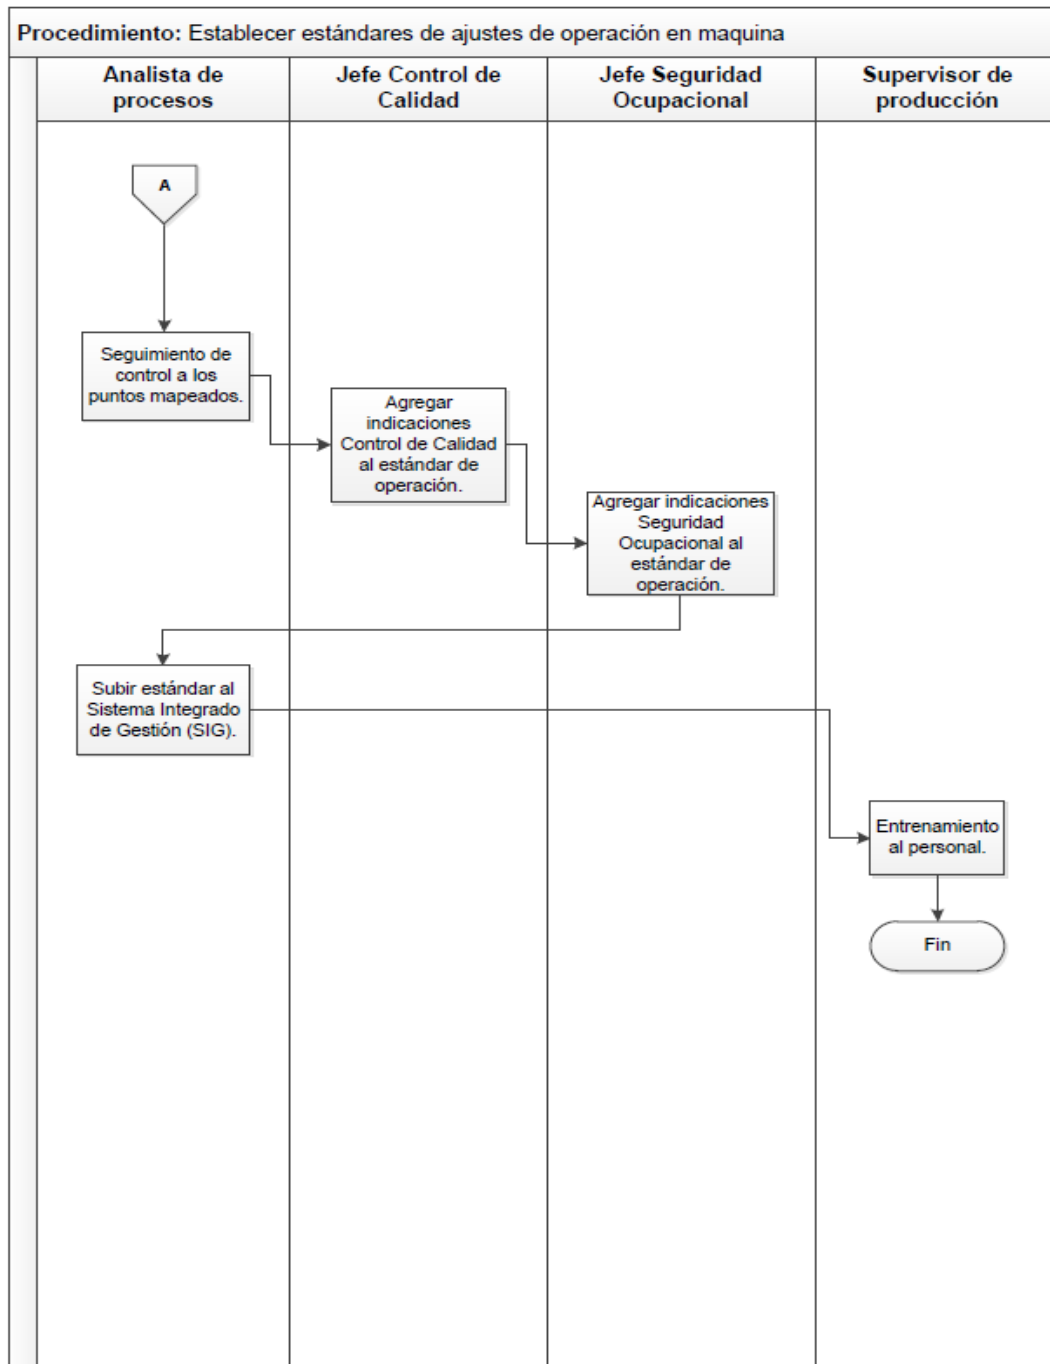 Procedimiento: Establecer estándares de ajustes de operación en maquina
Analista de
procesos
Jefe Control de
Calidad
Jefe Seguridad
Ocupacional
Supervisor de
producción
A
Seguimiento de
control a los
puntos mapeados.
Agregar
indicaciones
Control de Calidad
al estándar de
operación.
Agregar indicaciones
Seguridad
Ocupacional al
estándar de
operación.
Subir estándar al
Sistema Integrado
de Gestión (SIG).
Entrenamiento
al personal.
Fin